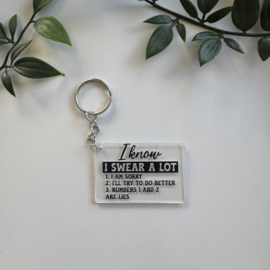 I know
I SWEAR A LOT
1. I AM SORRY
2. I'LL TRY TO DO BETTER
3. NUMBERS 1 AND 2
ARE LIES